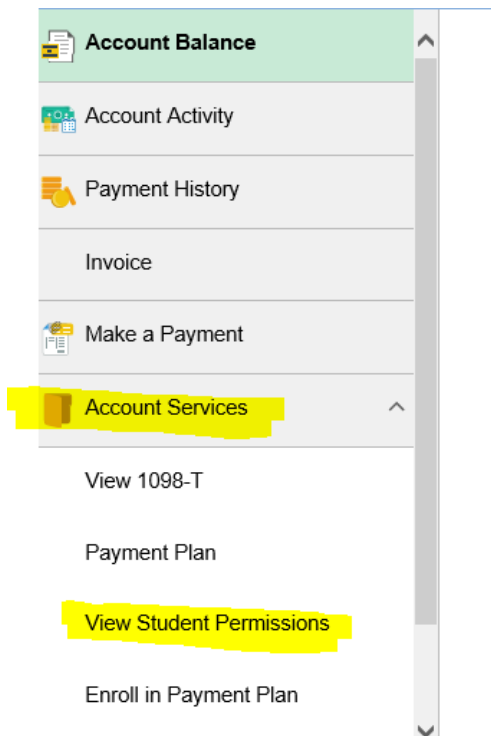 Account Balance
Account Activity
Payment History
Invoice
Make a Payment
Account Services
View 1098-T
Payment Plan
View Student Permissions
Enroll in Payment Plan